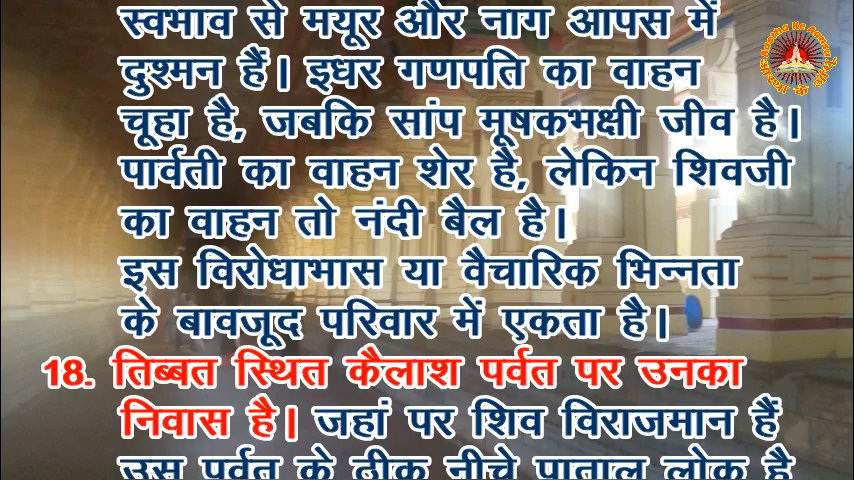 स्वभाव से मयूर और नाग आपस में
दुश्मन हैं। इधर गणपति का वाहन
चूहा है, जबकि सांप मूषकभक्षी जीव है।
पार्वती का वाहन शेर है, लेकिन शिवजी
का वाहन तो नंदी बैल है।
इस विरोधाभास या वैचारिक भिन्नता
के बावजूद परिवार में एकता है।
18. तिब्बत स्थित कैलाश पर्वत पर उनका
निवास है। जहां पर शिव विराजमान हैं
उस पर्वत के ठीक नीचे पाताल लोक है